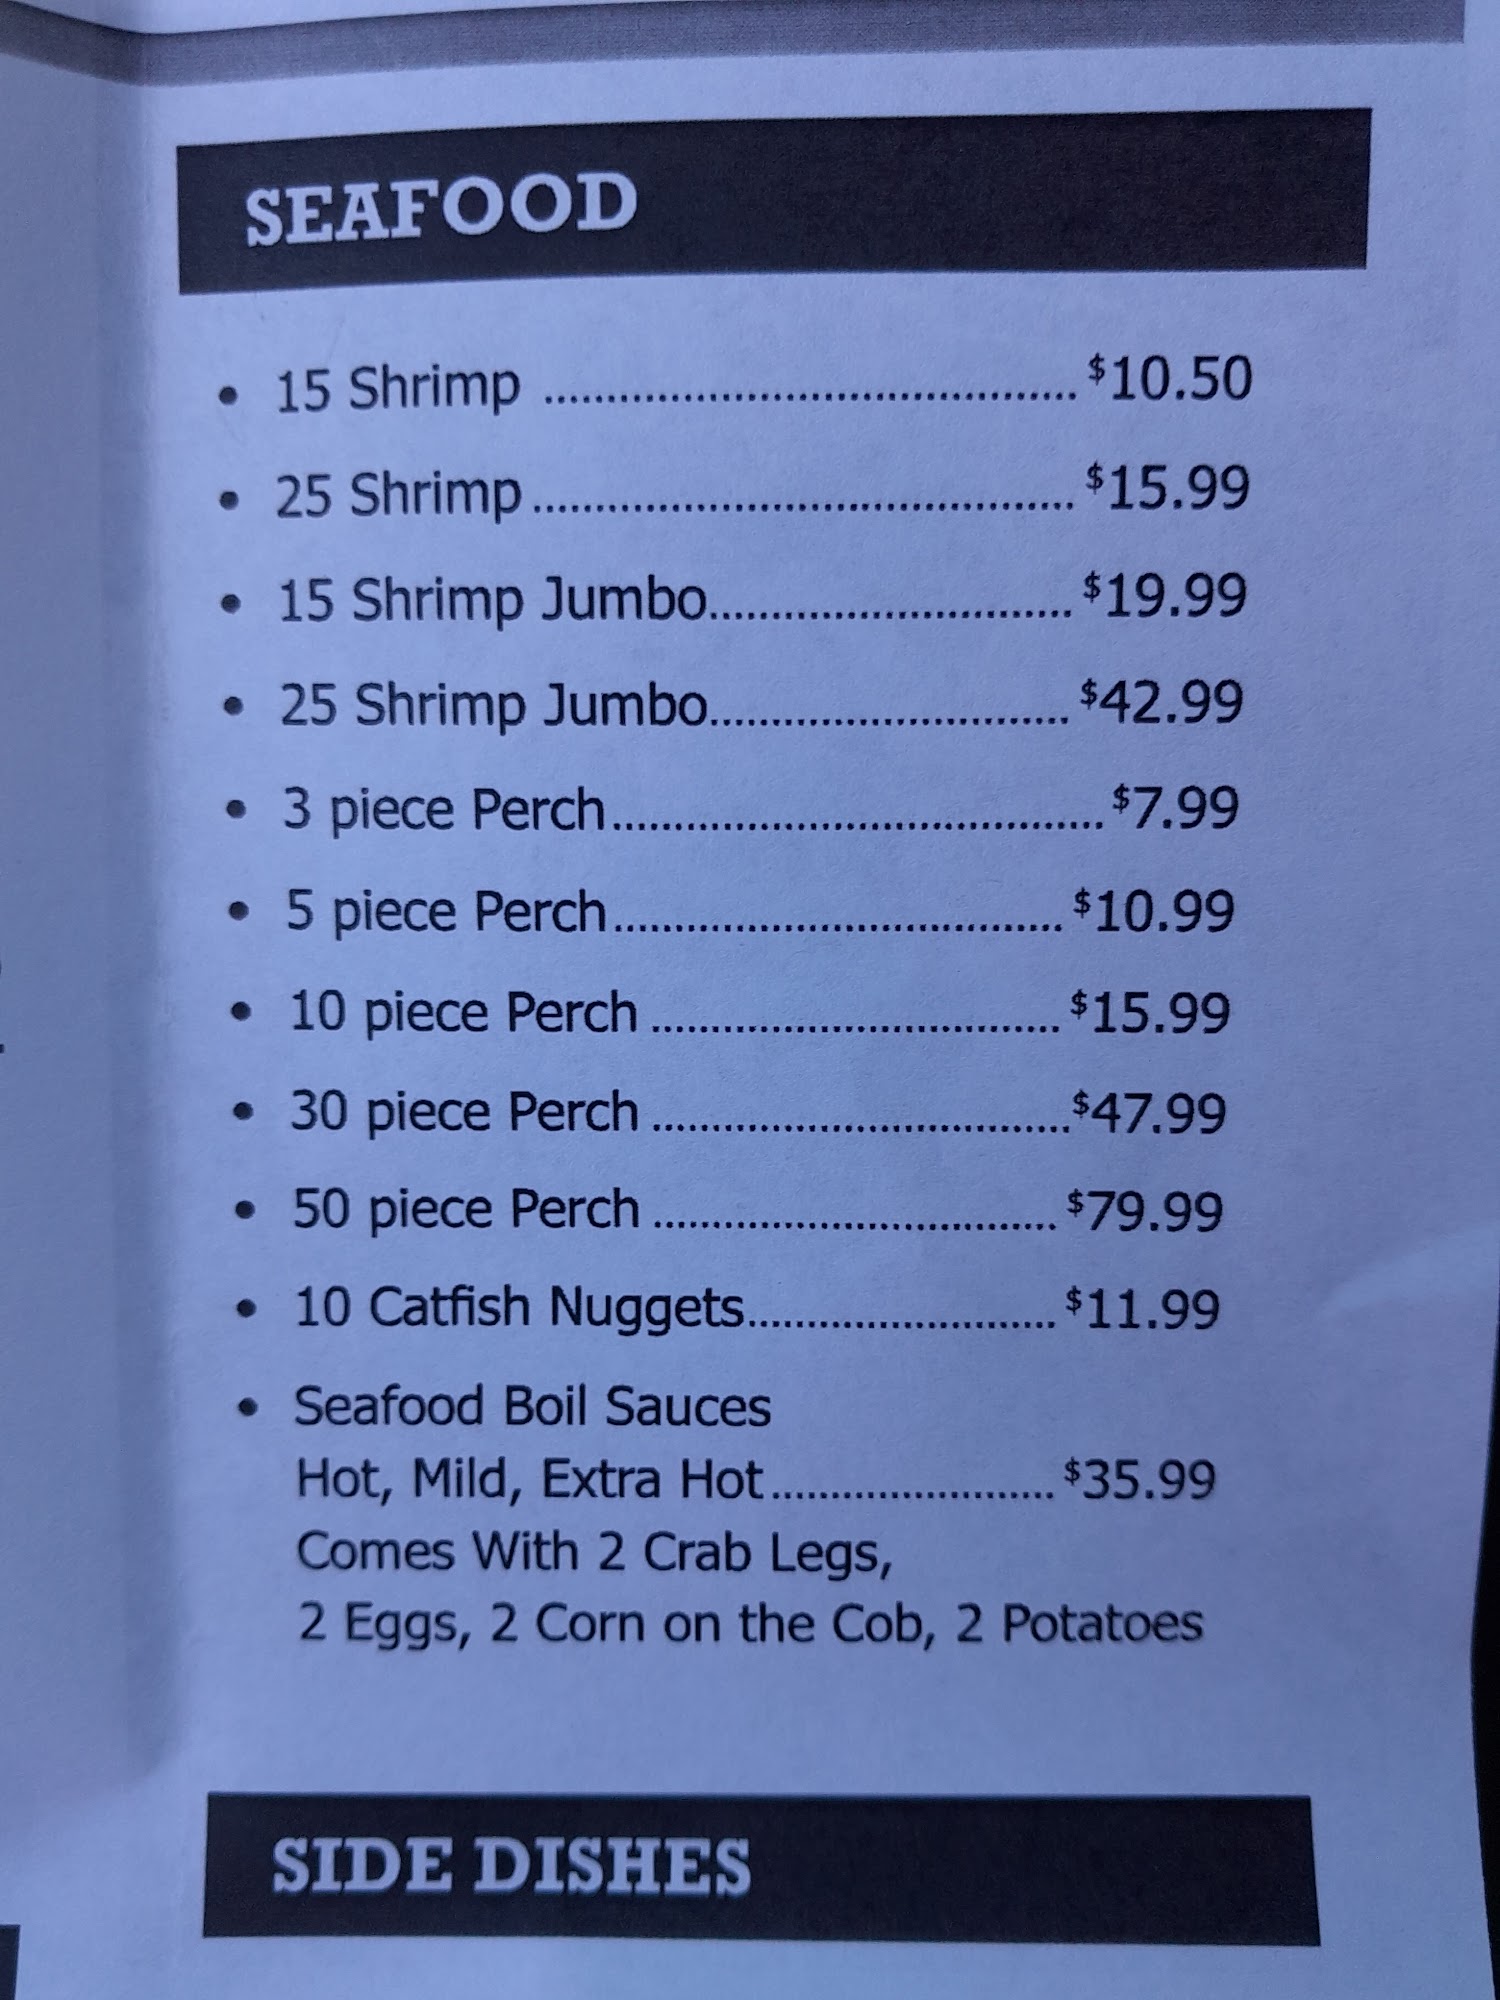 SEAFOOD
• 15 Shrimp ........................................... $10.50
• 25 Shrimp............................................ $15.99
• 15 Shrimp Jumbo............................. $19.99
• 25 Shrimp Jumbo............................. $42.99
• 3 piece Perch........................................ $7.99
• 5 piece Perch..................................... $10.99
• 10 piece Perch .................................. $15.99
• 30 piece Perch ...................................$47.99
• 50 piece Perch .................................. $79.99
• 10 Catfish Nuggets.......................... $11.99
• Seafood Boil Sauces
Hot, Mild, Extra Hot........................ $35.99
Comes With 2 Crab Legs,
2 Eggs, 2 Corn on the Cob, 2 Potatoes
SIDE DISHES